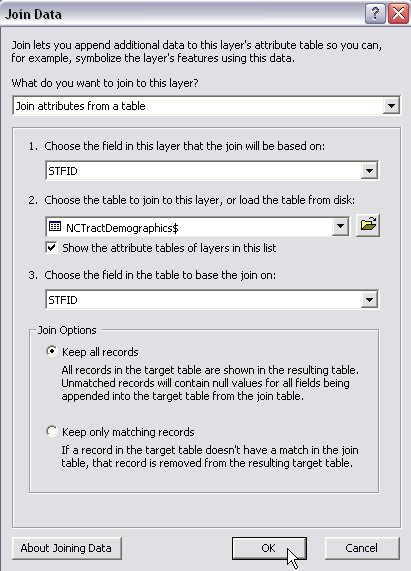 Join Data
Join lets you append additional data to this layer's attribute table so you can,
for example, symbolize the layer's features using this data.
What do you want to join to this layer?
Join attributes from a table
1. Choose the field in this layer that the join will be based on:
STFID
2. Choose the table to join to this layer, or load the table from disk:
NCTractDemographics$
Show the attribute tables of layers in this list
3. Choose the field in the table to base the join on:
STFID
Join Options
Keep all records
All records in the target table are shown in the resulting table.
Unmatched records will contain null values for all fields being
appended into the target table from the join table.
Keep only matching records
If a record in the target table doesn't have a match in the join
table, that record is removed from the resulting target table.
About Joining Data OK Cancel